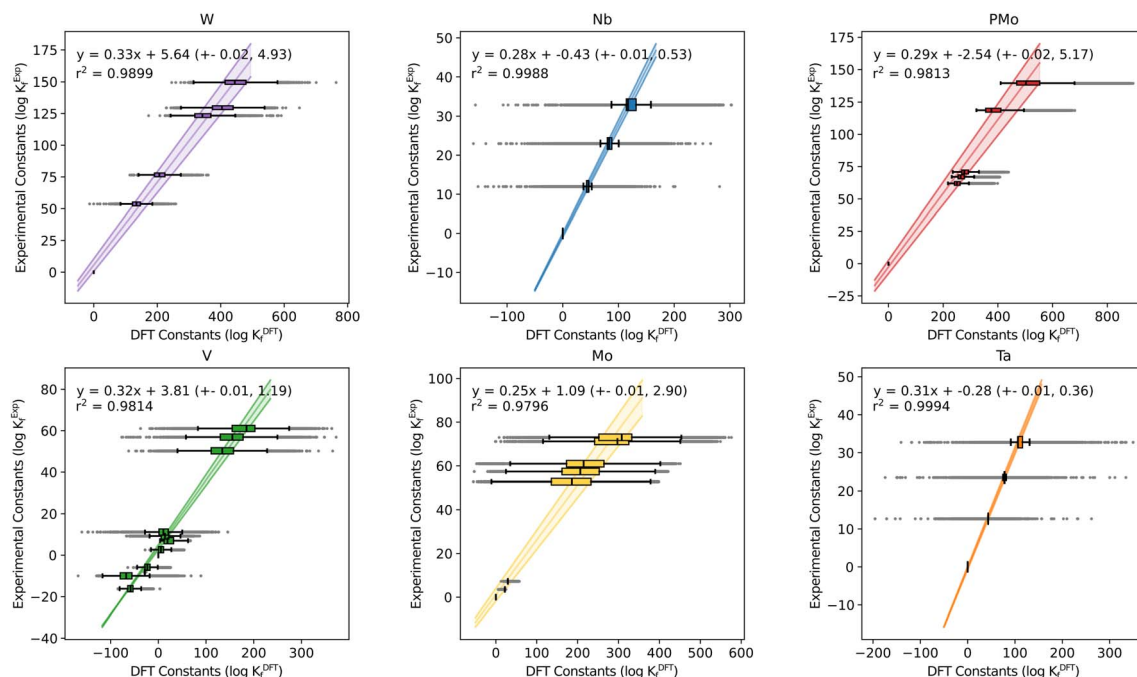 W
y = 0.33x + 5.64 (+- 0.02, 4.93)
r² = 0.9899
175
150
125
100
75
50
25
0
−25
0 200 400 600 800
Experimental Constants (log K_f^Exp)
DFT Constants (log K_f^DFT)
Nb
y = 0.28x + -0.43 (+- 0.01, 0.53)
r² = 0.9988
50
40
30
20
10
0
−10
−100 0 100 200 300
Experimental Constants (log K_f^Exp)
DFT Constants (log K_f^DFT)
PMo
y = 0.29x + -2.54 (+- 0.02, 5.17)
r² = 0.9813
175
150
125
100
75
50
25
0
−25
0 200 400 600 800
Experimental Constants (log K_f^Exp)
DFT Constants (log K_f^DFT)
V
y = 0.32x + 3.81 (+- 0.01, 1.19)
r² = 0.9814
80
60
40
20
0
−20
−40
−100 0 100 200 300
Experimental Constants (log K_f^Exp)
DFT Constants (log K_f^DFT)
Mo
y = 0.25x + 1.09 (+- 0.01, 2.90)
r² = 0.9796
100
80
60
40
20
0
0 100 200 300 400 500 600
Experimental Constants (log K_f^Exp)
DFT Constants (log K_f^DFT)
Ta
y = 0.31x + -0.28 (+- 0.01, 0.36)
r² = 0.9994
50
40
30
20
10
0
−10
−200 −100 0 100 200 300
Experimental Constants (log K_f^Exp)
DFT Constants (log K_f^DFT)